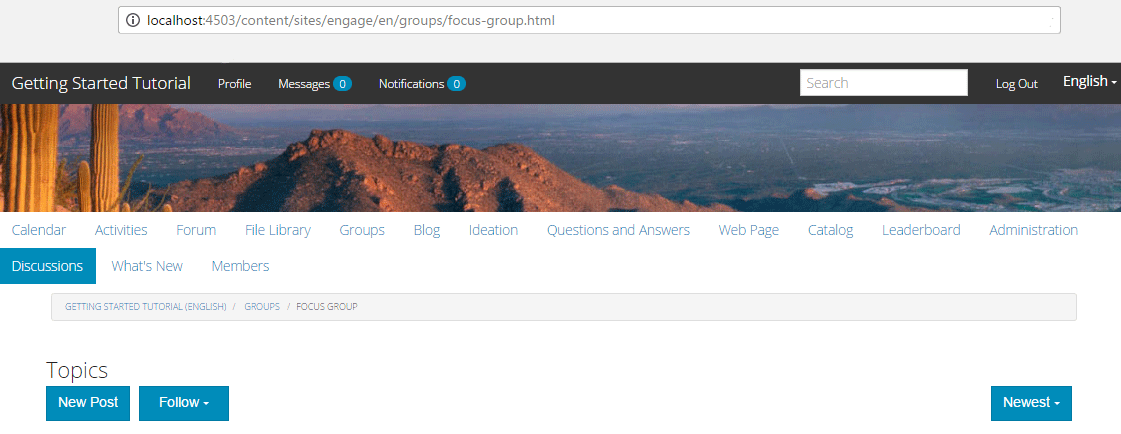 localhost:4503/content/sites/engage/en/groups/focus-group.html
Getting Started Tutorial Profile Messages 0 Notifications 0 Search Log Out English
Calendar Activities Forum File Library Groups Blog Ideation Questions and Answers Web Page Catalog Leaderboard Administration
Discussions What's New Members
GETTING STARTED TUTORIAL (ENGLISH) / GROUPS / FOCUS GROUP
Topics
New Post Follow Newest